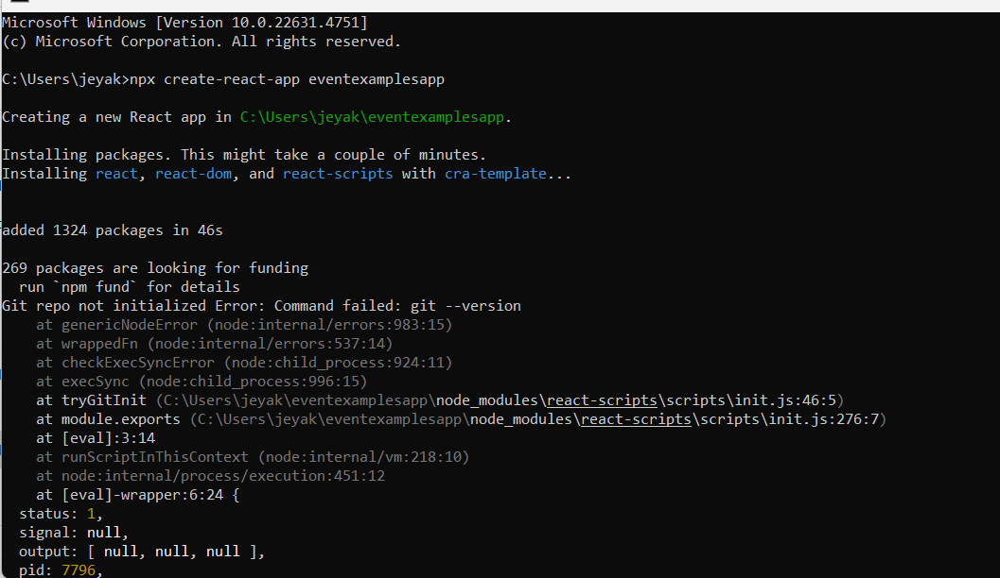 Microsoft Windows [Version 10.0.22631.4751]
(c) Microsoft Corporation. All rights reserved.
C:\Users\jeyak>npx create-react-app eventexamplesapp
Creating a new React app in C:\Users\jeyak\eventexamplesapp.
Installing packages. This might take a couple of minutes.
Installing react, react-dom, and react-scripts with cra-template...
added 1324 packages in 46s
269 packages are looking for funding
  run `npm fund` for details
Git repo not initialized Error: Command failed: git --version
    at genericNodeError (node:internal/errors:983:15)
    at wrappedFn (node:internal/errors:537:14)
    at checkExecSyncError (node:child_process:924:11)
    at execSync (node:child_process:996:15)
    at tryGitInit (C:\Users\jeyak\eventexamplesapp\node_modules\react-scripts\scripts\init.js:46:5)
    at module.exports (C:\Users\jeyak\eventexamplesapp\node_modules\react-scripts\scripts\init.js:276:7)
    at [eval]:3:14
    at runScriptInThisContext (node:internal/vm:218:10)
    at node:internal/process/execution:451:12
    at [eval]-wrapper:6:24 {
  status: 1,
  signal: null,
  output: [ null, null, null ],
  pid: 7796,